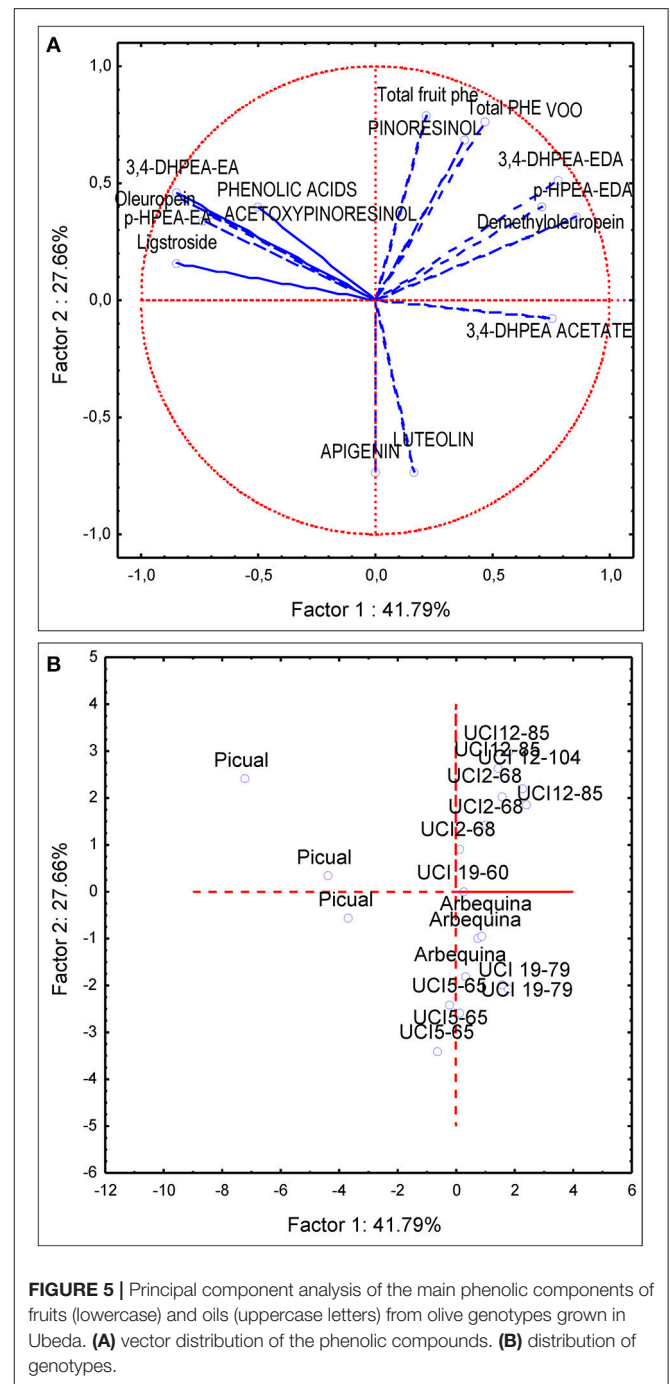 A
1,0
0,5
0,0
-0,5
-1,0
Factor 2 : 27.66%
Total fruit phe
Total PHE VOO
PINORESINOL
3,4-DHPEA-EDA
3,4-DHPEA-EA
p-HPEA-EDA
Oleuropein
PHENOLIC ACIDS
p-HPEA-EA
ACETOXYPINORESINOL
Demethyloleuropein
Ligstroside
3,4-DHPEA ACETATE
LUTEOLIN
APIGENIN
-1,0 -0,5 0,0 0,5 1,0
Factor 1 : 41.79%
B
5
4
3
2
1
0
-1
-2
-3
-4
-5
-6
Factor 2: 27.66%
UCI12-85
UCI12-85
UCI 12-104
Picual
UCI2-68
UCI12-85
UCI2-68
UCI2-68
Picual
UCI 19-60
Picual
Arbequina
Arbequina
Arbequina
UCI 19-79
UCI5-65
UCI 19-79
UCI5-65
UCI5-65
-12 -10 -8 -6 -4 -2 0 2 4 6
Factor 1: 41.79%
FIGURE 5 | Principal component analysis of the main phenolic components of
fruits (lowercase) and oils (uppercase letters) from olive genotypes grown in
Ubeda. (A) vector distribution of the phenolic compounds. (B) distribution of
genotypes.